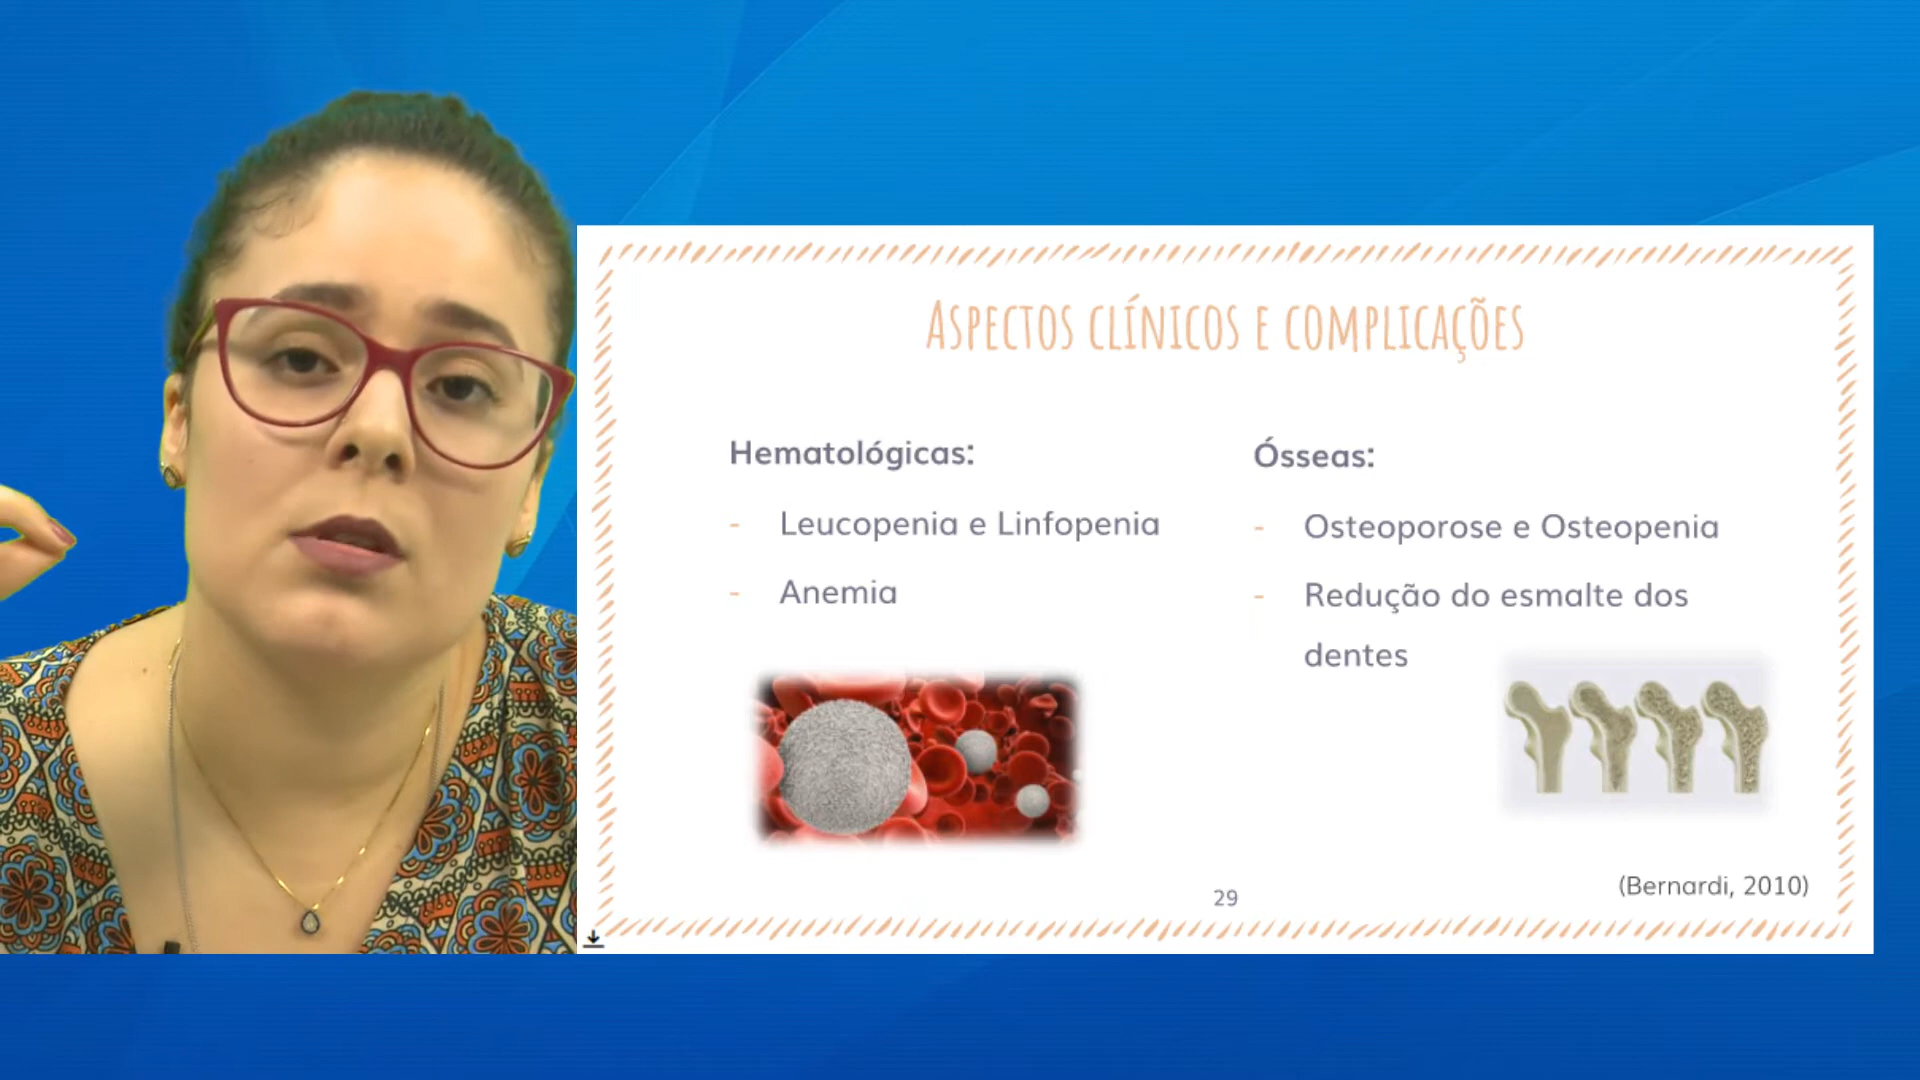 Aspectos clínicos e complicações
Hematológicas:
- Leucopenia e Linfopenia
- Anemia
Ósseas:
- Osteoporose e Osteopenia
- Redução do esmalte dos
dentes
(Bernardi, 2010)
29